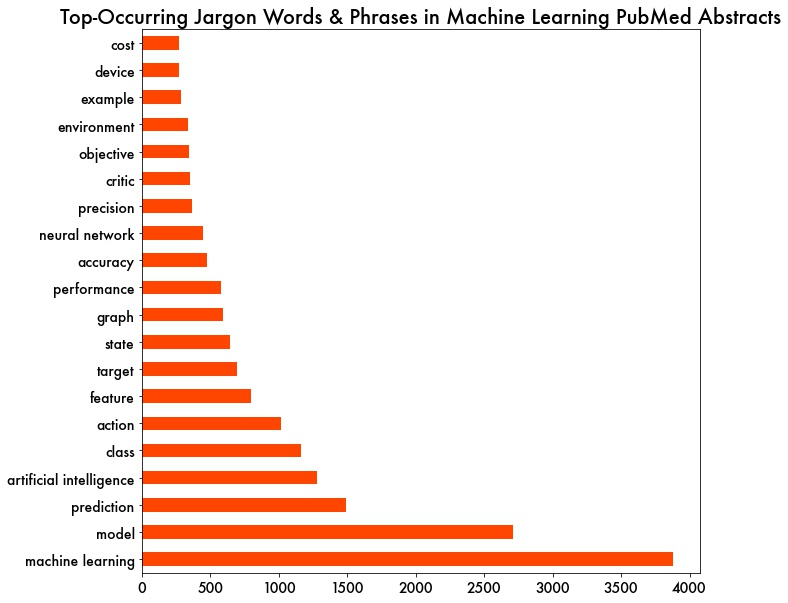 Top-Occurring Jargon Words & Phrases in Machine Learning PubMed Abstracts
cost
device
example
environment
objective
critic
precision
neural network
accuracy
performance
graph
state
target
feature
action
class
artificial intelligence
prediction
model
machine learning
0 500 1000 1500 2000 2500 3000 3500 4000